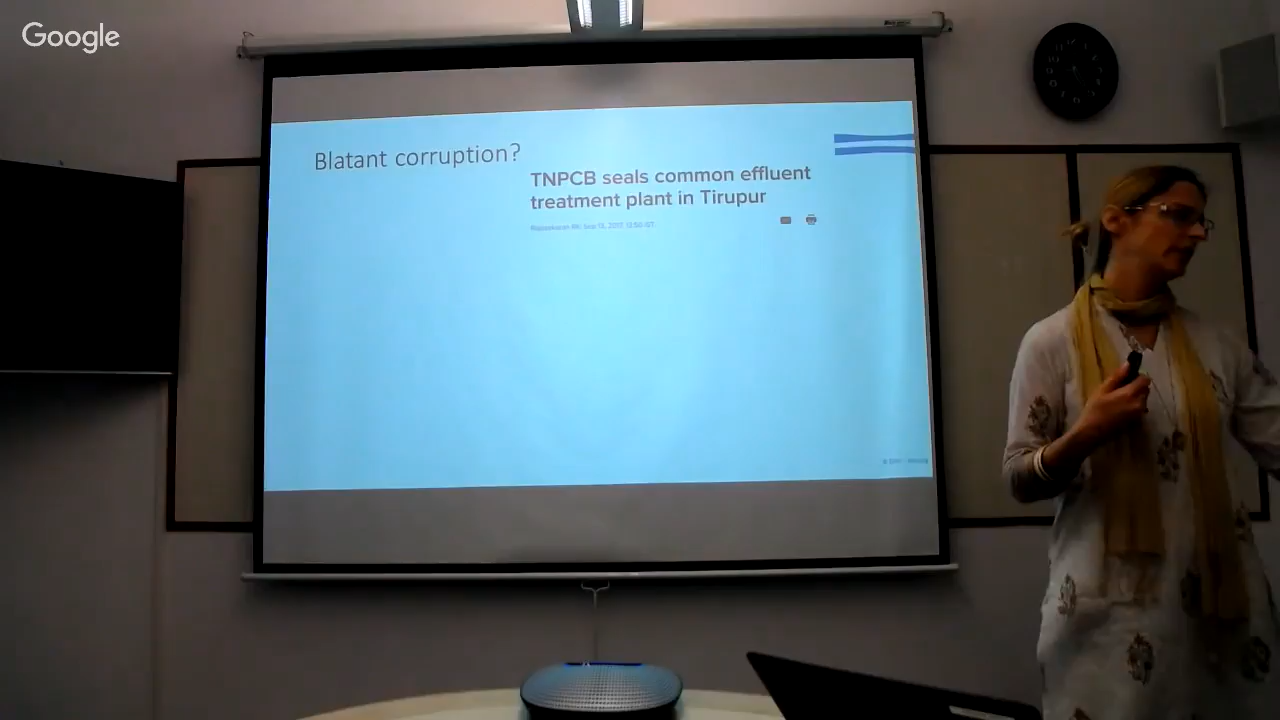 Google
Blatant corruption?
TNPCB seals common effluent
treatment plant in Tirupur